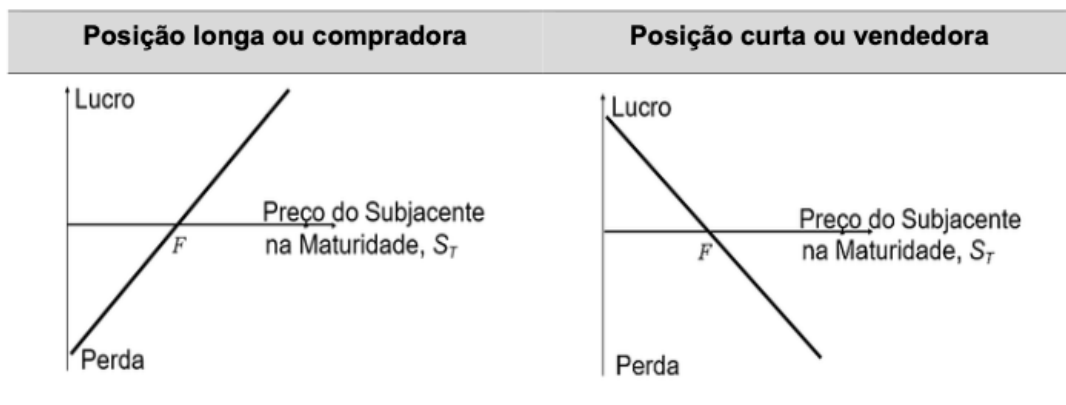 Posição longa ou compradora
Posição curta ou vendedora
Lucro
Preço do Subjacente
na Maturidade, S_T
F
Perda
Lucro
Preço do Subjacente
na Maturidade, S_T
F
Perda